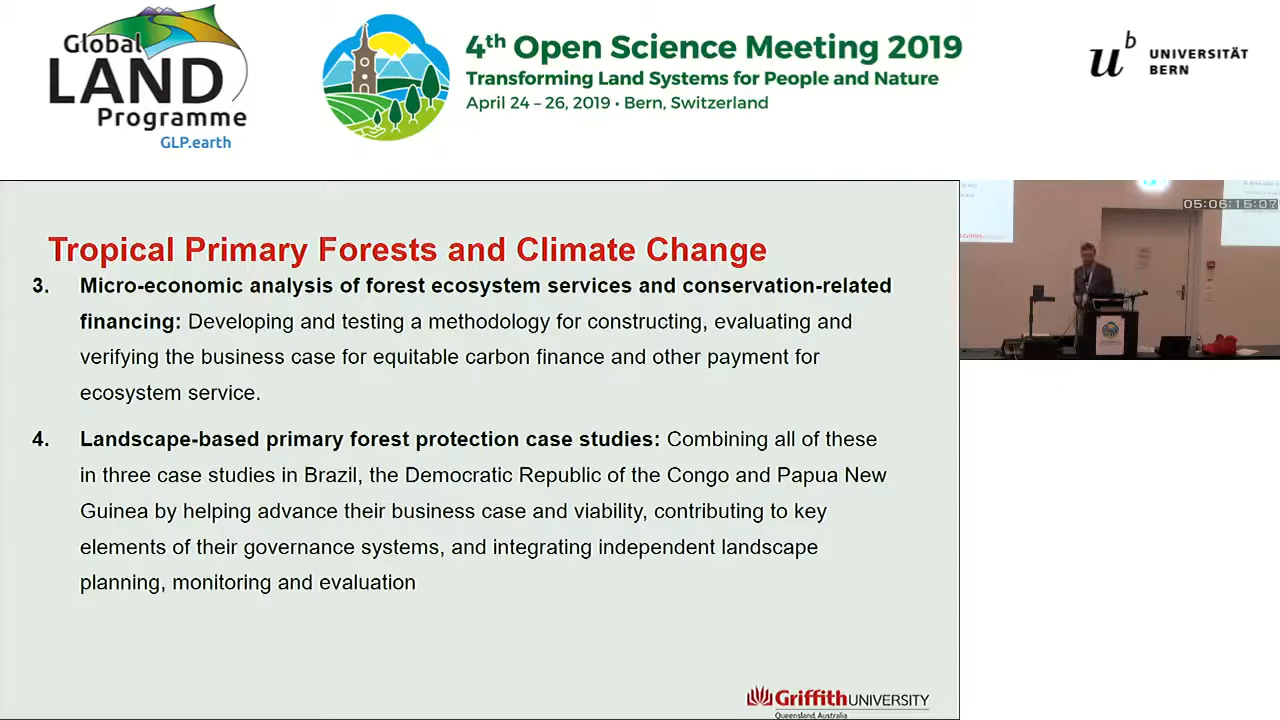 Global
LAND
Programme
GLP.earth
4th Open Science Meeting 2019
Transforming Land Systems for People and Nature
April 24 – 26, 2019 • Bern, Switzerland
ub
UNIVERSITÄT
BERN
05:06:15:07
Tropical Primary Forests and Climate Change
3. Micro-economic analysis of forest ecosystem services and conservation-related
financing: Developing and testing a methodology for constructing, evaluating and
verifying the business case for equitable carbon finance and other payment for
ecosystem service.
4. Landscape-based primary forest protection case studies: Combining all of these
in three case studies in Brazil, the Democratic Republic of the Congo and Papua New
Guinea by helping advance their business case and viability, contributing to key
elements of their governance systems, and integrating independent landscape
planning, monitoring and evaluation
Griffith UNIVERSITY
Queensland, Australia